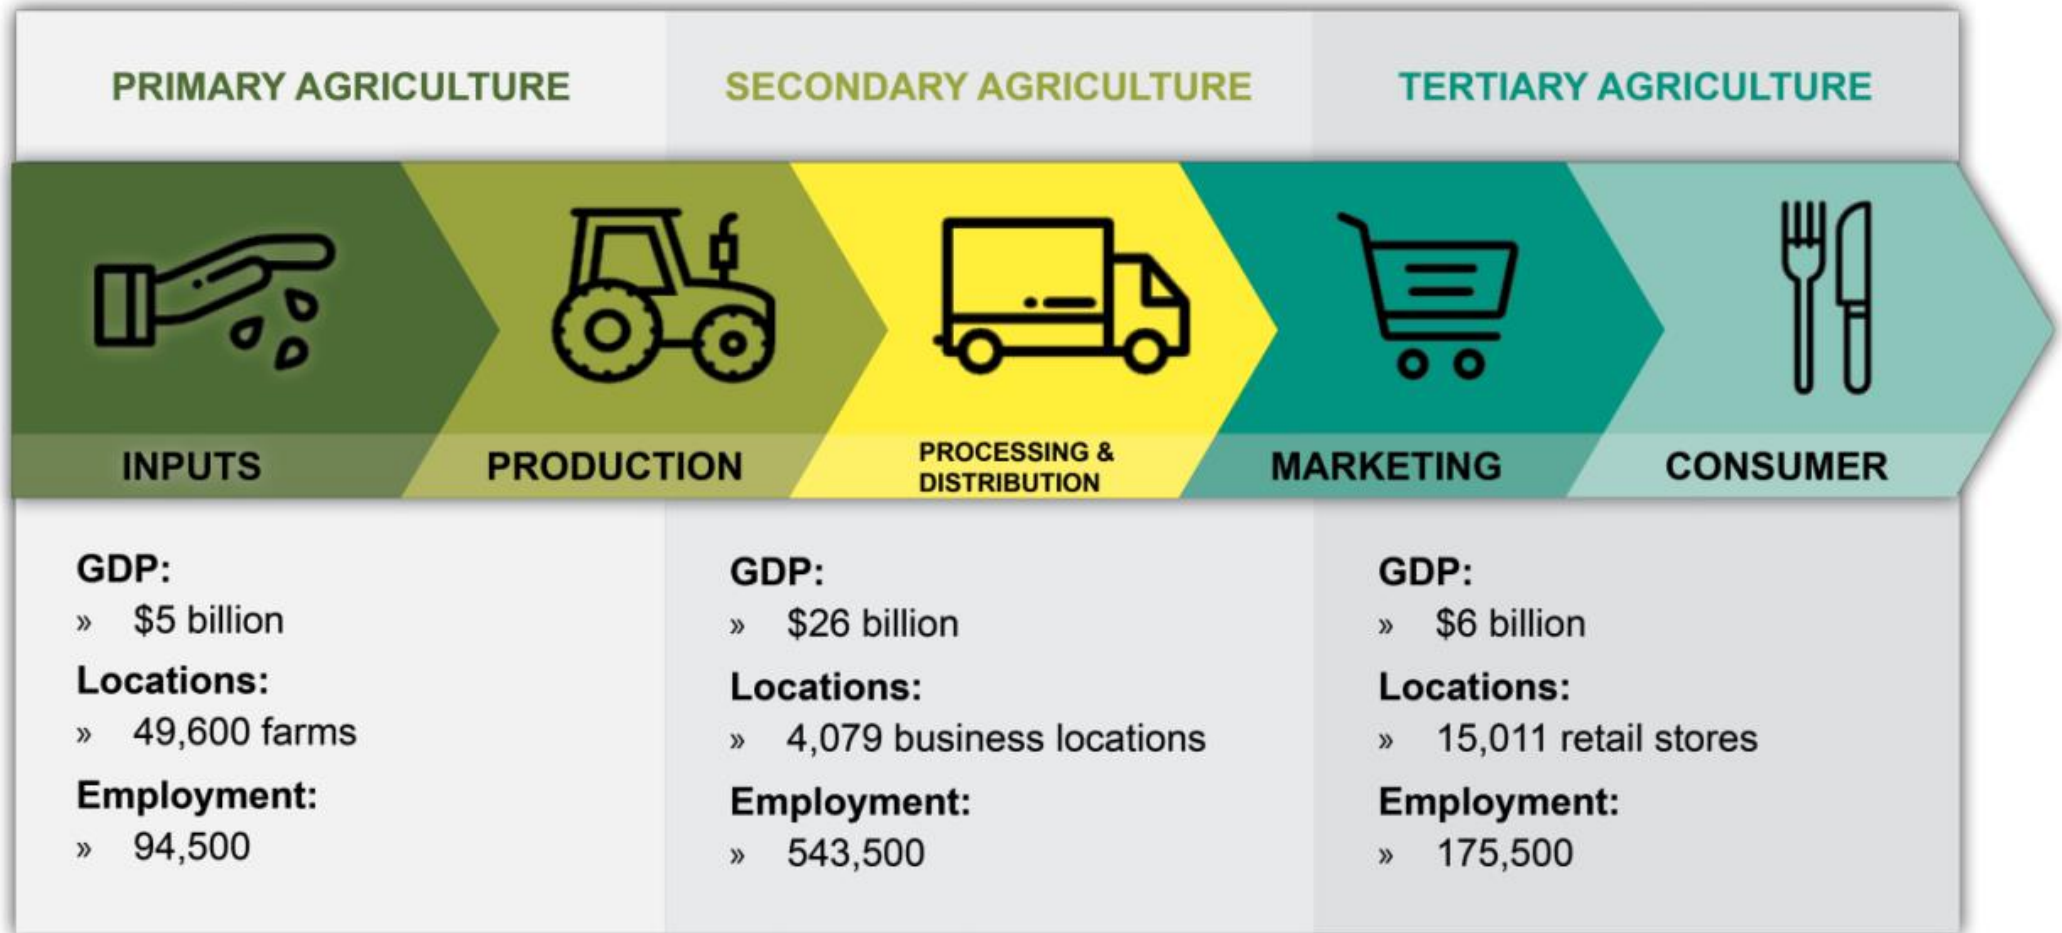 PRIMARY AGRICULTURE
SECONDARY AGRICULTURE
TERTIARY AGRICULTURE
INPUTS
PRODUCTION
PROCESSING &
DISTRIBUTION
MARKETING
CONSUMER
GDP:
» $5 billion
Locations:
» 49,600 farms
Employment:
» 94,500
GDP:
» $26 billion
Locations:
» 4,079 business locations
Employment:
» 543,500
GDP:
» $6 billion
Locations:
» 15,011 retail stores
Employment:
» 175,500